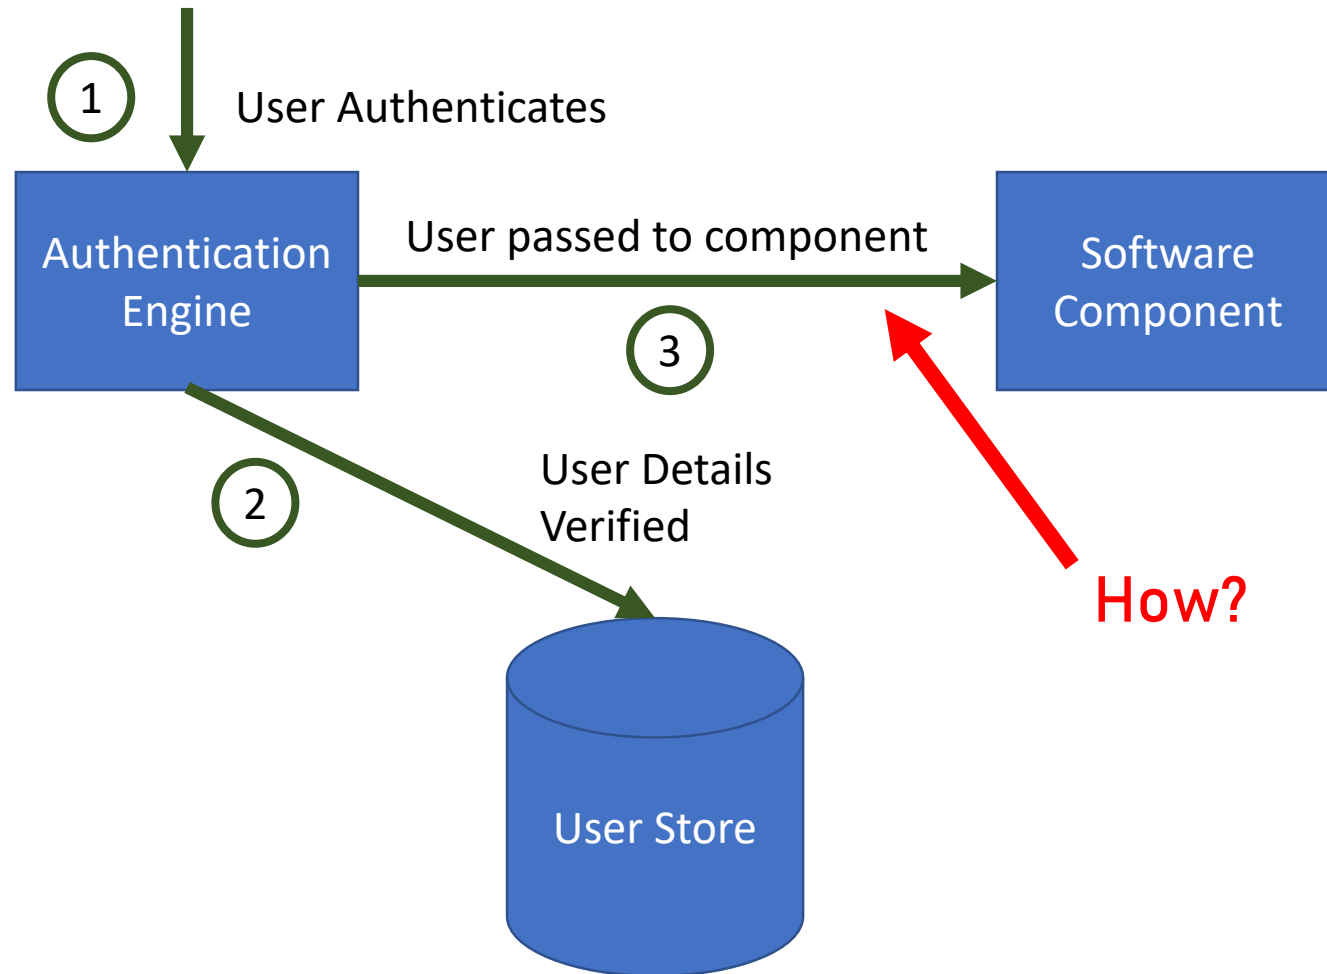 1
User Authenticates
Authentication
Engine
User passed to component
Software
Component
3
2
User Details
Verified
How?
User Store